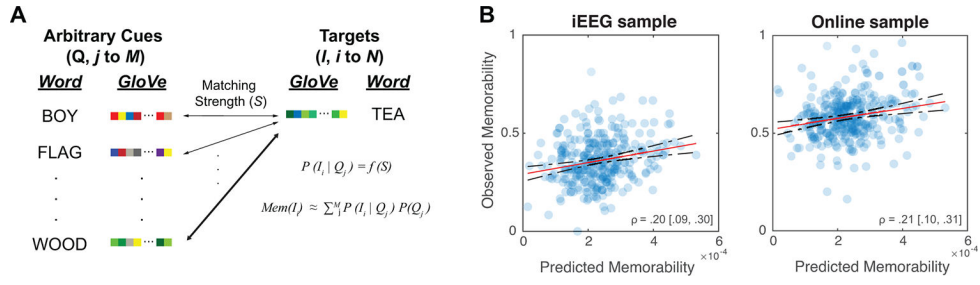 A
Arbitrary Cues
(Q, j to M)
Word GloVe
BOY
FLAG
WOOD
Matching
Strength (S)
Targets
(I, i to N)
GloVe Word
TEA
P (I_i | Q_j) = f(S)
Mem(I_i) ≈ ∑_1^M P (I_i | Q_j) P(Q_j)
B
iEEG sample
Observed Memorability
1
0.5
0
0 2 4 6
×10^-4
Predicted Memorability
ρ = .20 [.09, .30]
Online sample
1
0.5
0
0 2 4 6
×10^-4
Predicted Memorability
ρ = .21 [.10, .31]